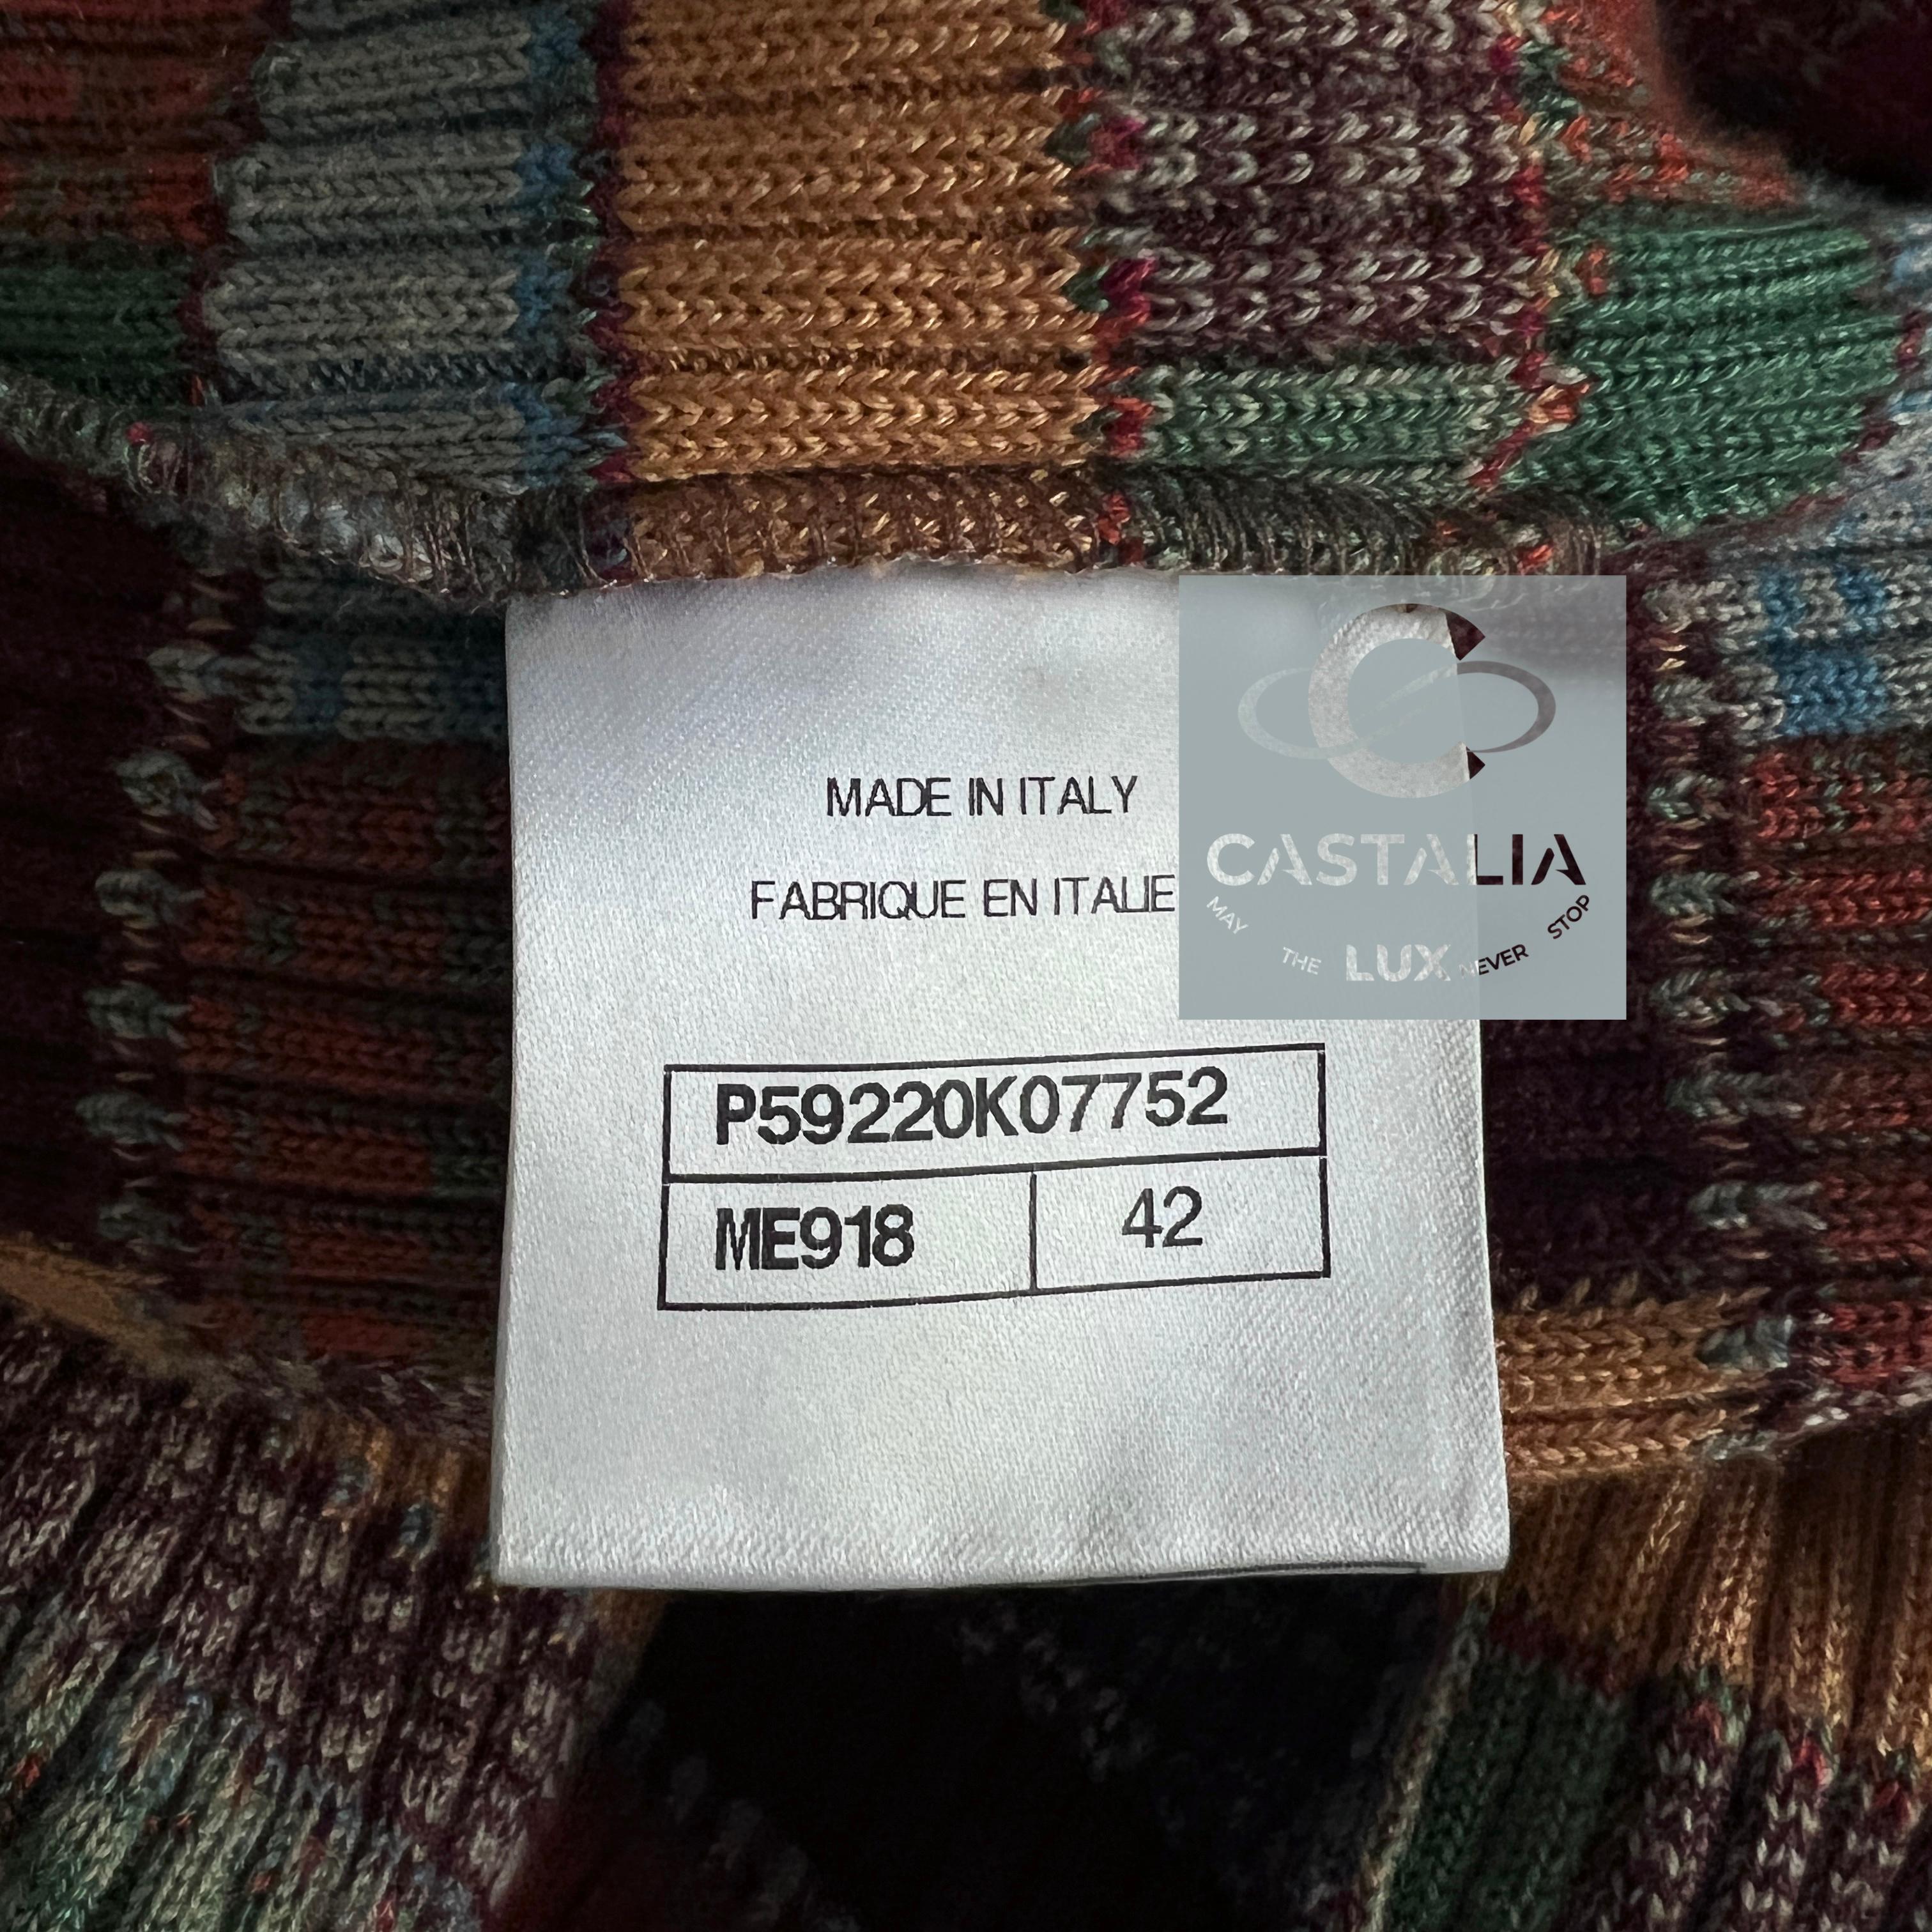 MADE IN ITALY
FABRIQUE EN ITALIE
P59220K07752
ME918
42
C
CASTALIA
MAY THE LUX NEVER STOP